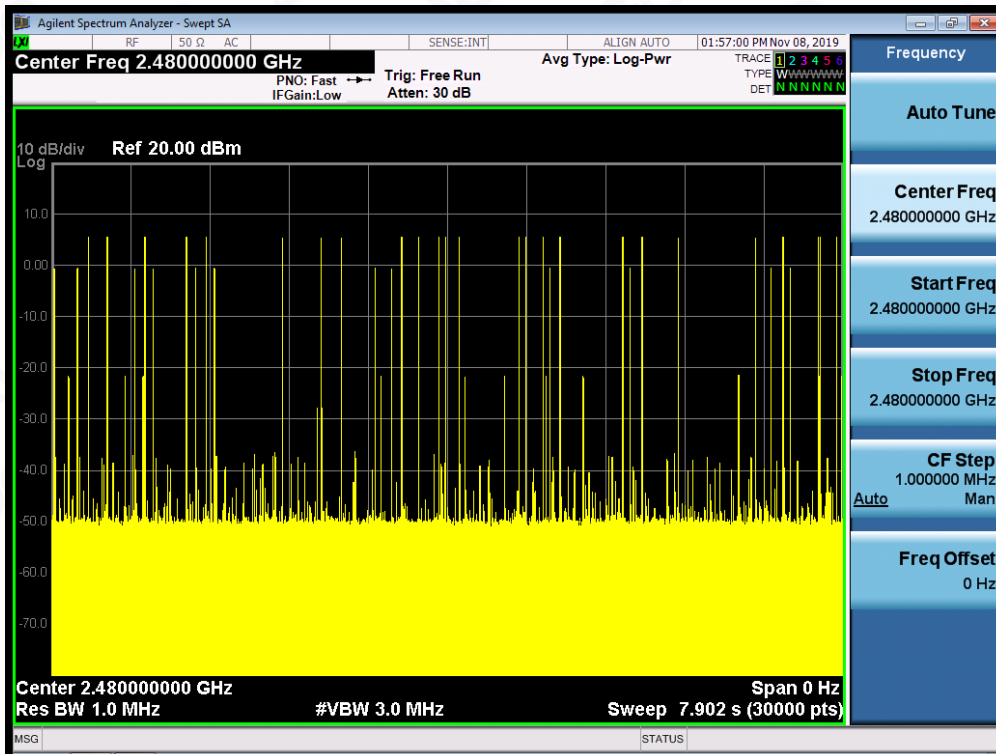 Agilent Spectrum Analyzer - Swept SA
LXI RF 50 Ω AC SENSE:INT ALIGN AUTO 01:57:00 PM Nov 08, 2019
Center Freq 2.480000000 GHz
PNO: Fast
IFGain:Low
Trig: Free Run
Atten: 30 dB
Avg Type: Log-Pwr
TRACE 1 2 3 4 5 6
TYPE WWWWWW
DET N N N N N N
10 dB/div Ref 20.00 dBm
Log
10.0
0.00
-10.0
-20.0
-30.0
-40.0
-50.0
-60.0
-70.0
Center 2.480000000 GHz Span 0 Hz
Res BW 1.0 MHz #VBW 3.0 MHz Sweep 7.902 s (30000 pts)
MSG STATUS
Frequency
Auto Tune
Center Freq
2.480000000 GHz
Start Freq
2.480000000 GHz
Stop Freq
2.480000000 GHz
CF Step
1.000000 MHz
Auto Man
Freq Offset
0 Hz